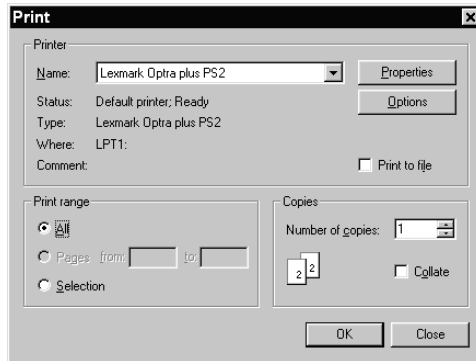 Print
Printer
Name: Lexmark Optra plus PS2 Properties
Status: Default printer; Ready Options
Type: Lexmark Optra plus PS2
Where: LPT1:
Comment: Print to file
Print range Copies
All Number of copies: 1
Pages from: to:
2 2 Collate
Selection
OK Close